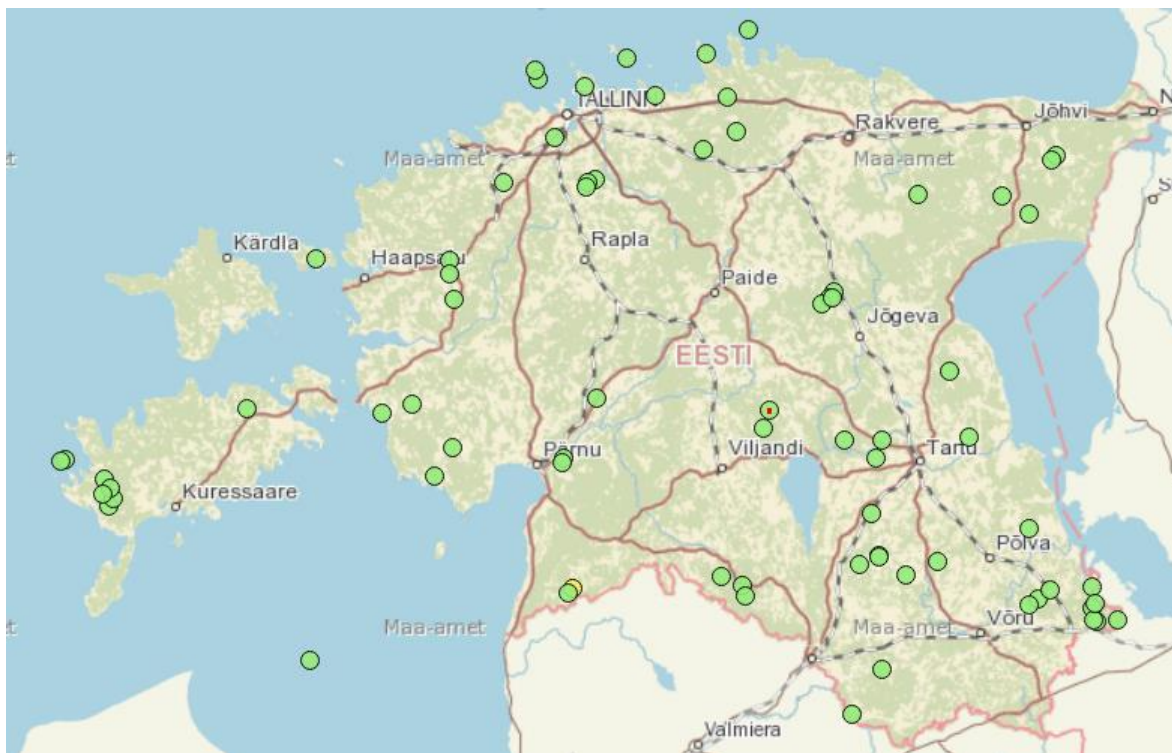 TALLINN
Jõhvi
Rakvere
Maa-amet
Maa-amet
Kärdla
Rapla
Haapsalu
Paide
Jõgeva
EESTI
Viljandi
Tartu
Pärnu
Kuressaare
Põlva
Maa-amet
Maa-amet
Võru
Valmiera